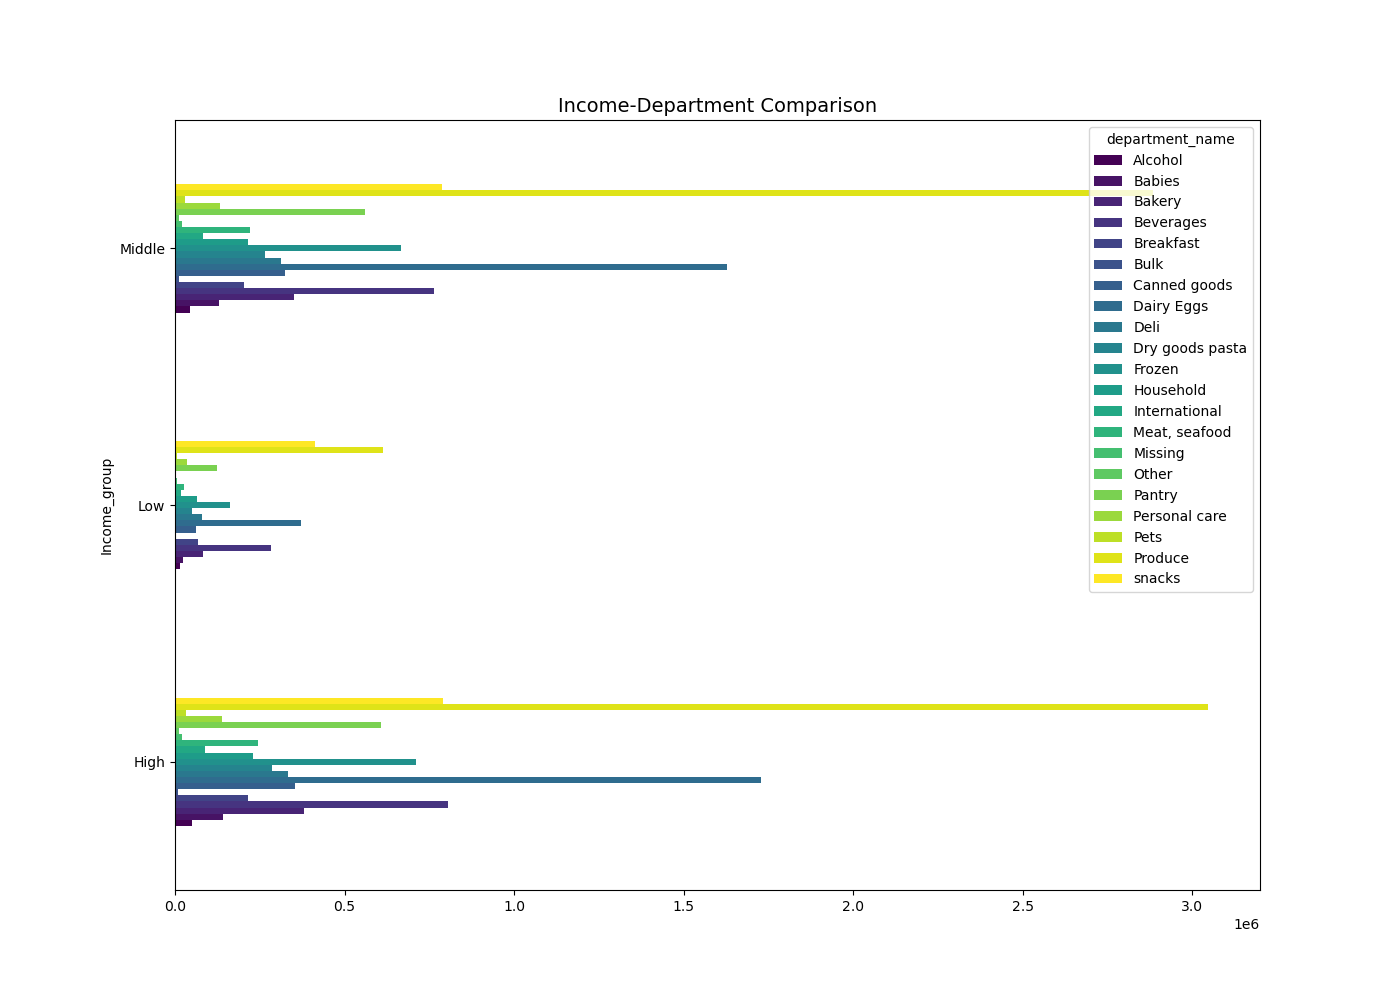 Income-Department Comparison
department_name
Alcohol
Babies
Bakery
Beverages
Breakfast
Bulk
Canned goods
Dairy Eggs
Deli
Dry goods pasta
Frozen
Household
International
Meat, seafood
Missing
Other
Pantry
Personal care
Pets
Produce
snacks
Income_group
Middle
Low
High
0.0 0.5 1.0 1.5 2.0 2.5 3.0
1e6